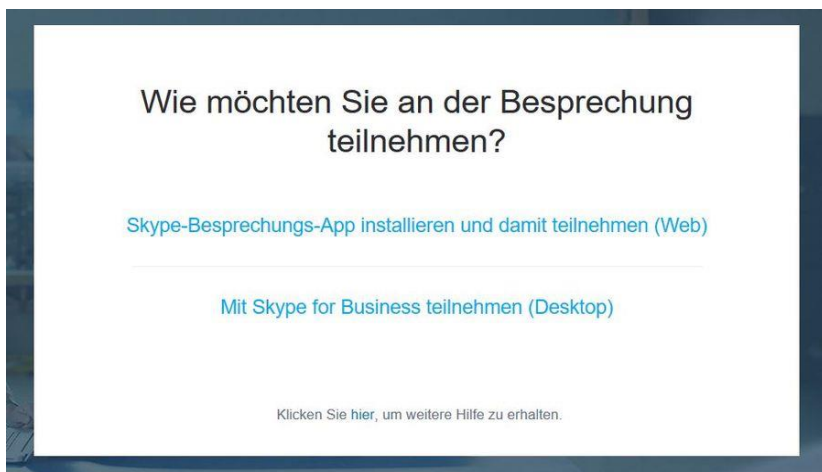 Wie möchten Sie an der Besprechung
teilnehmen?
Skype-Besprechungs-App installieren und damit teilnehmen (Web)
Mit Skype for Business teilnehmen (Desktop)
Klicken Sie hier, um weitere Hilfe zu erhalten.